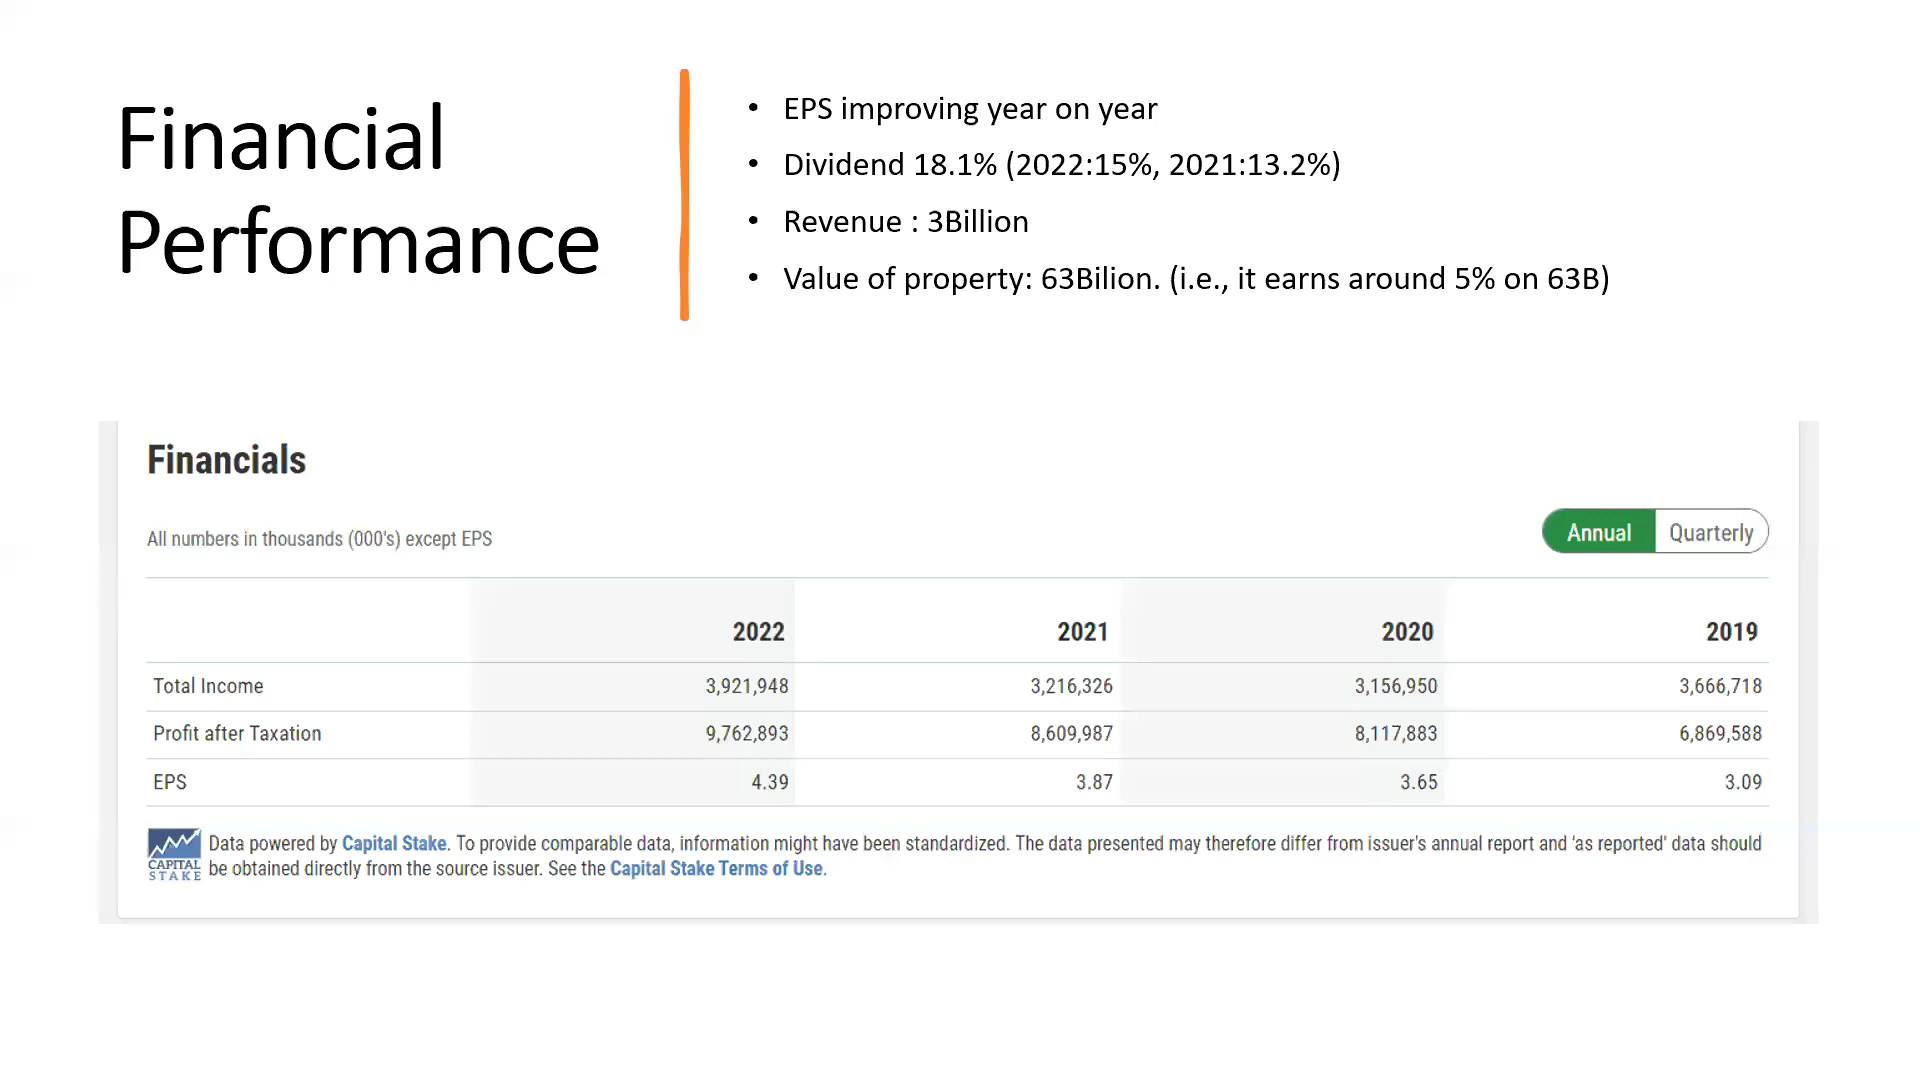 Financial
Performance
• EPS improving year on year
• Dividend 18.1% (2022:15%, 2021:13.2%)
• Revenue : 3Billion
• Value of property: 63Bilion. (i.e., it earns around 5% on 63B)
Financials
All numbers in thousands (000's) except EPS
Annual Quarterly
2022 2021 2020 2019
Total Income 3,921,948 3,216,326 3,156,950 3,666,718
Profit after Taxation 9,762,893 8,609,987 8,117,883 6,869,588
EPS 4.39 3.87 3.65 3.09
CAPITAL
STAKE
Data powered by Capital Stake. To provide comparable data, information might have been standardized. The data presented may therefore differ from issuer's annual report and 'as reported' data should
be obtained directly from the source issuer. See the Capital Stake Terms of Use.